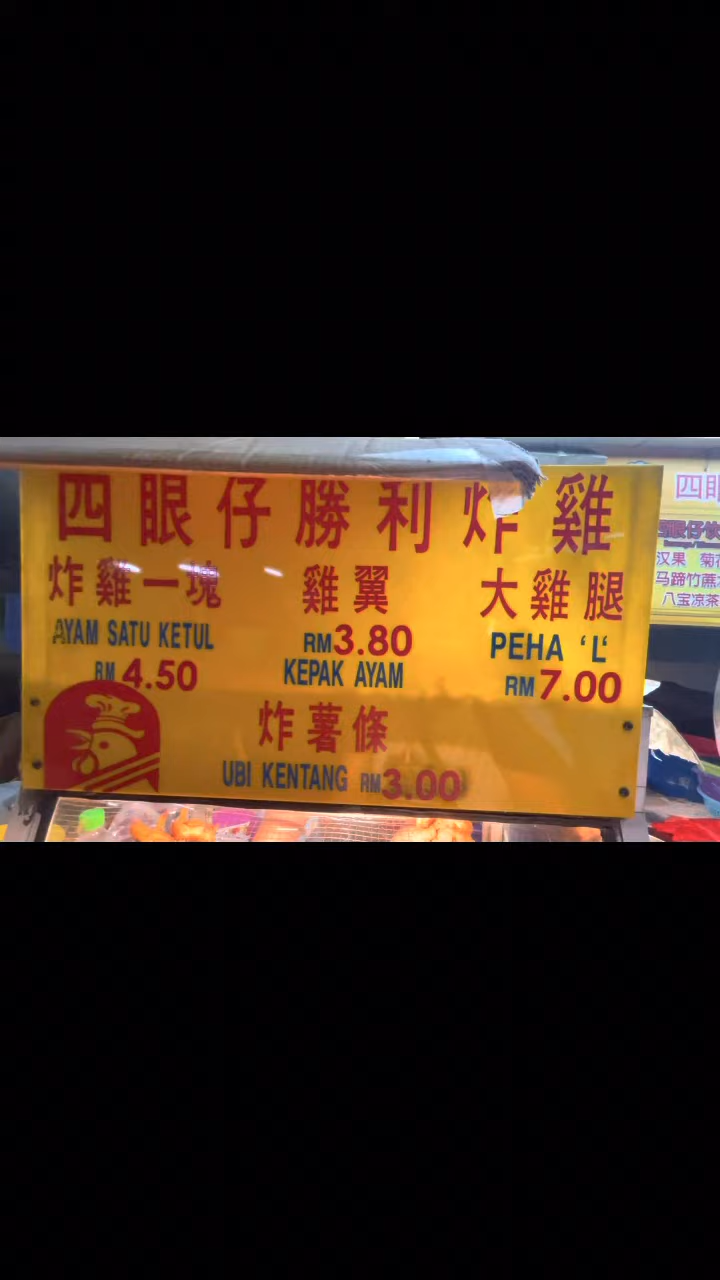 四眼仔勝利炸雞
炸雞一塊
AYAM SATU KETUL
RM 4.50
雞翼
RM3.80
KEPAK AYAM
大雞腿
PEHA 'L'
RM 7.00
炸薯條
UBI KENTANG RM3.00
四眼
眼仔
汉果 菊花
马蹄竹蔗
八宝凉茶